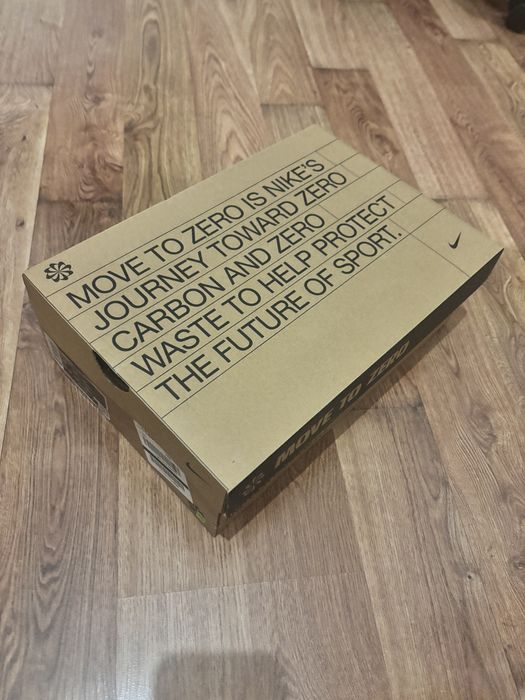 MOVE TO ZERO IS NIKE'S
JOURNEY TOWARD ZERO
CARBON AND ZERO
WASTE TO HELP PROTECT
THE FUTURE OF SPORT.
MOVE TO ZERO